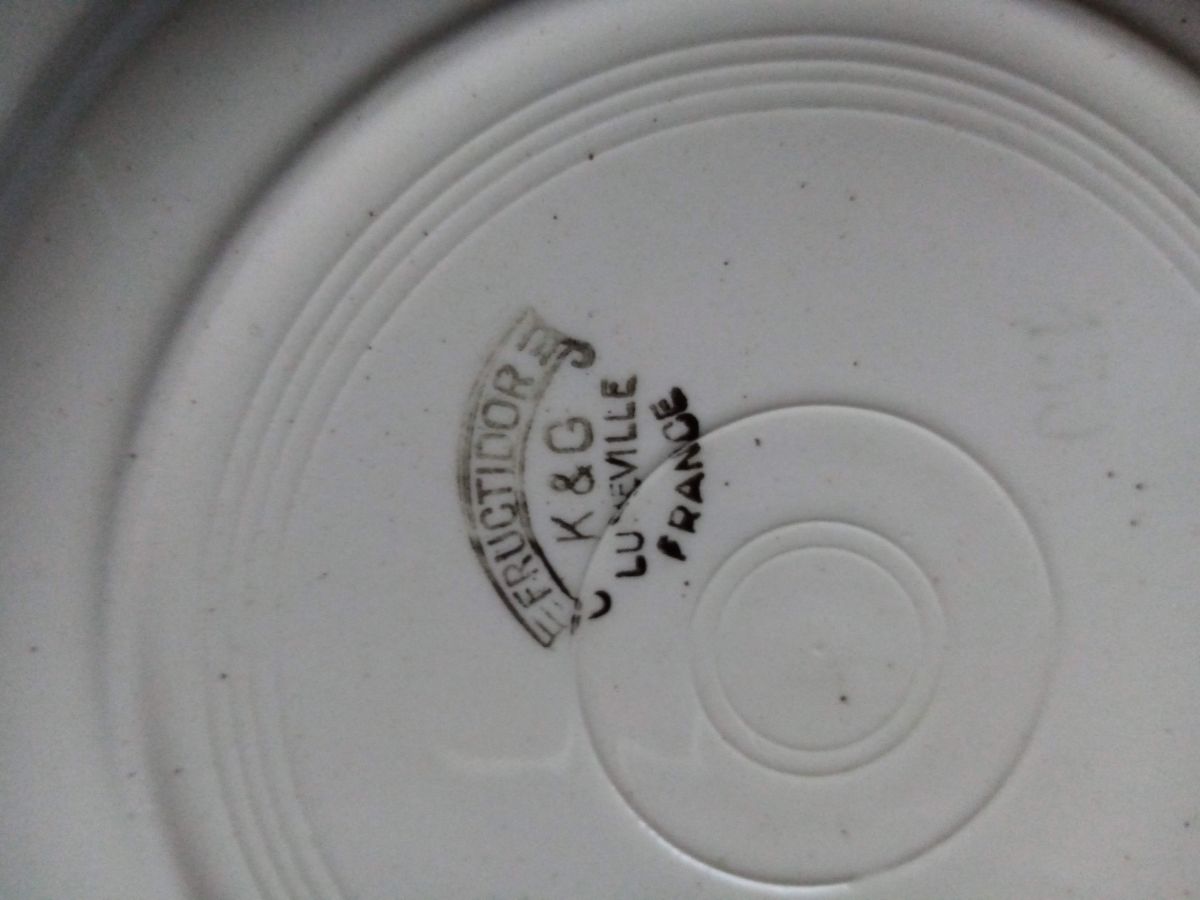 FRUCTIDOR
K & G
LUNEVILLE
FRANCE